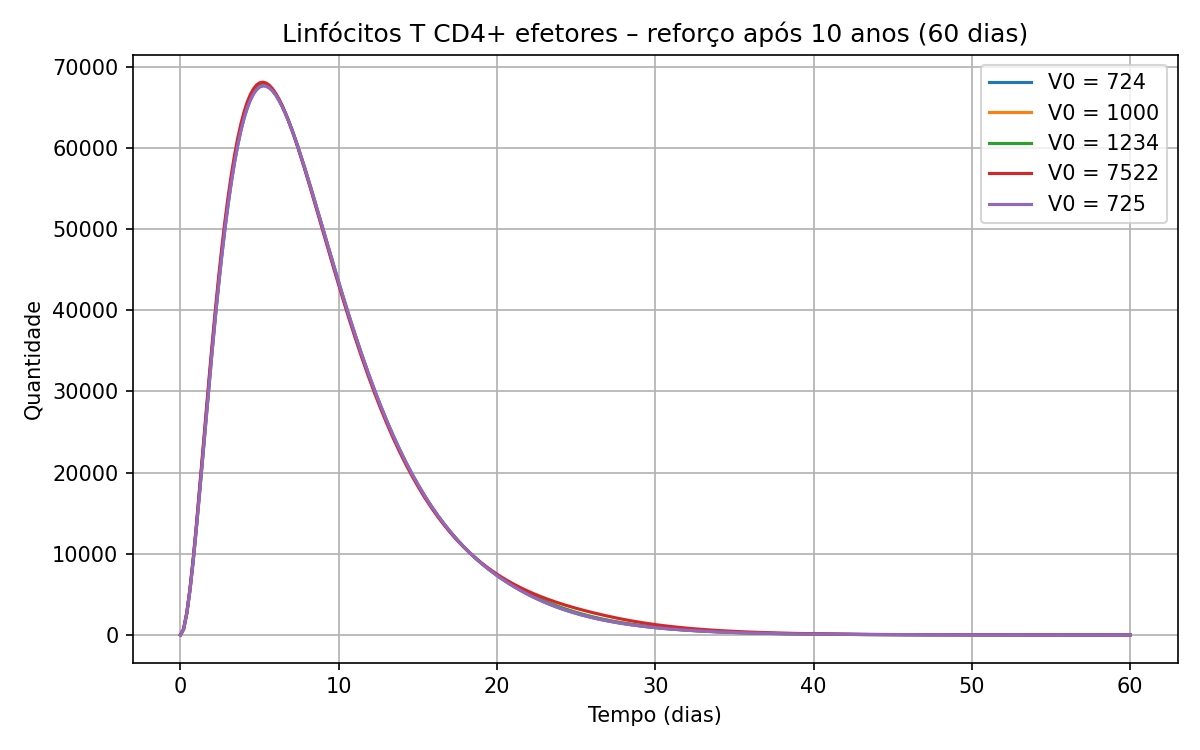 Linfócitos T CD4+ efetores – reforço após 10 anos (60 dias)
70000
60000
50000
40000
30000
20000
10000
0
Quantidade
V0 = 724
V0 = 1000
V0 = 1234
V0 = 7522
V0 = 725
0 10 20 30 40 50 60
Tempo (dias)